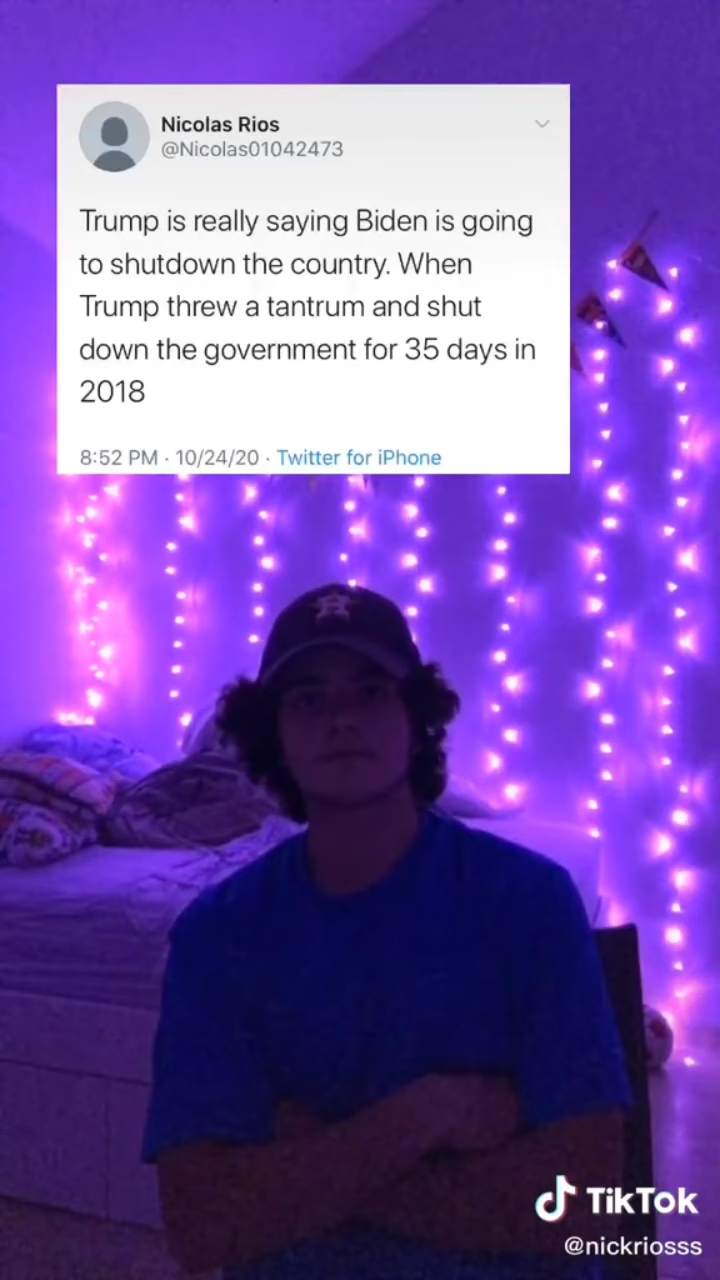 Nicolas Rios
@Nicolas01042473
Trump is really saying Biden is going
to shutdown the country. When
Trump threw a tantrum and shut
down the government for 35 days in
2018
8:52 PM · 10/24/20 · Twitter for iPhone
TikTok
@nickriosss